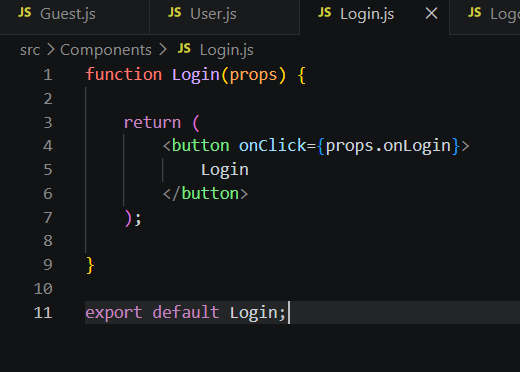 JS Guest.js JS User.js JS Login.js × JS
src > Components > JS Login.js
1 function Login(props) {
2
3     return (
4         <button onClick={props.onLogin}>
5             Login
6         </button>
7     );
8
9 }
10
11 export default Login;